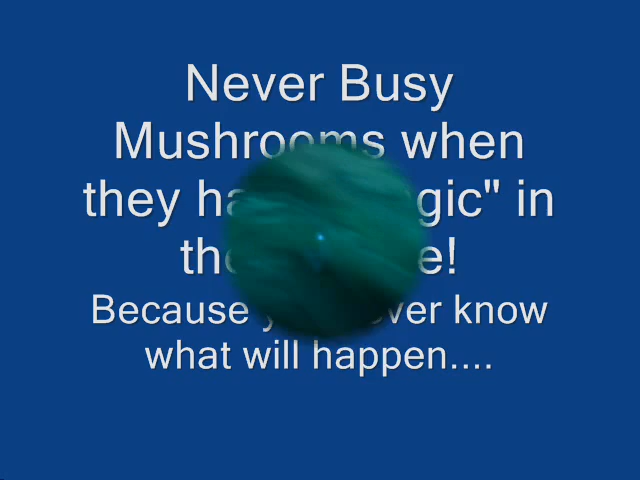 Never Busy
Mushrooms when
they in
Because know
what will happen....